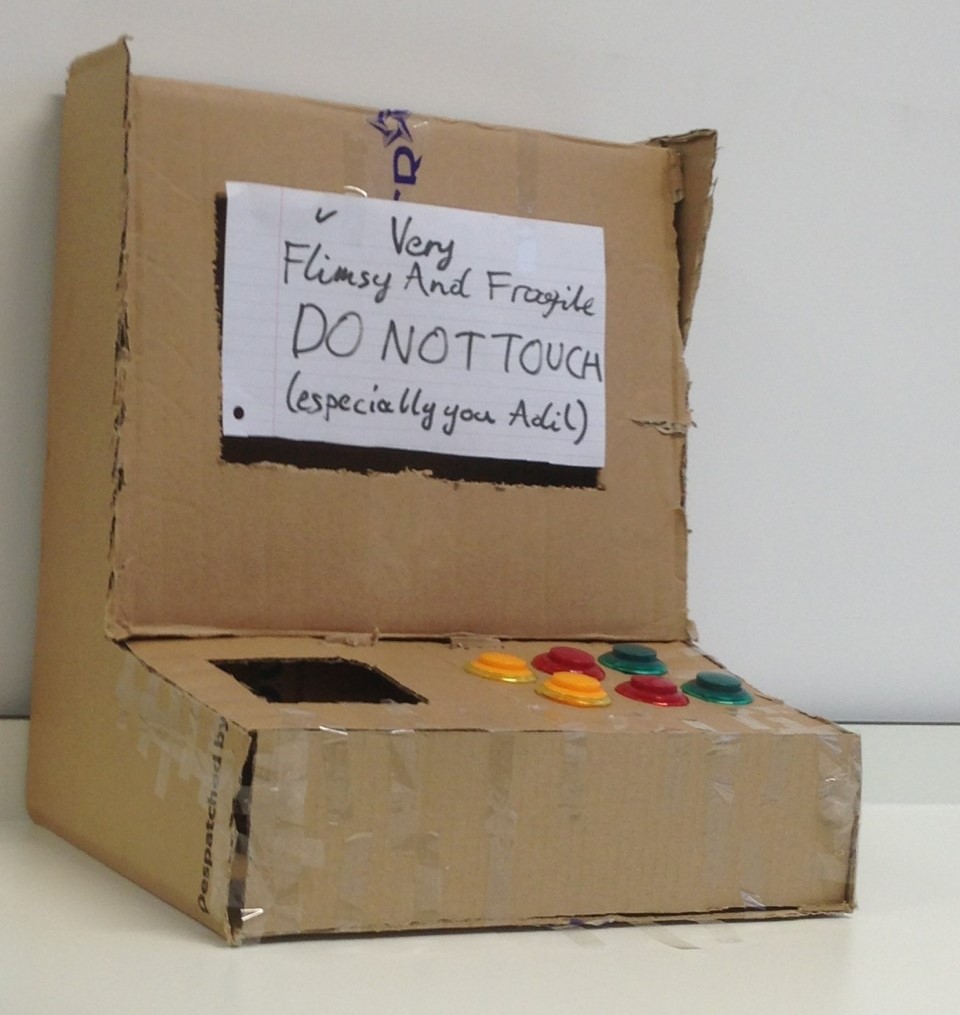 Very
Flimsy And Fragile
DO NOT TOUCH
(especially you Adil)
Despatched by